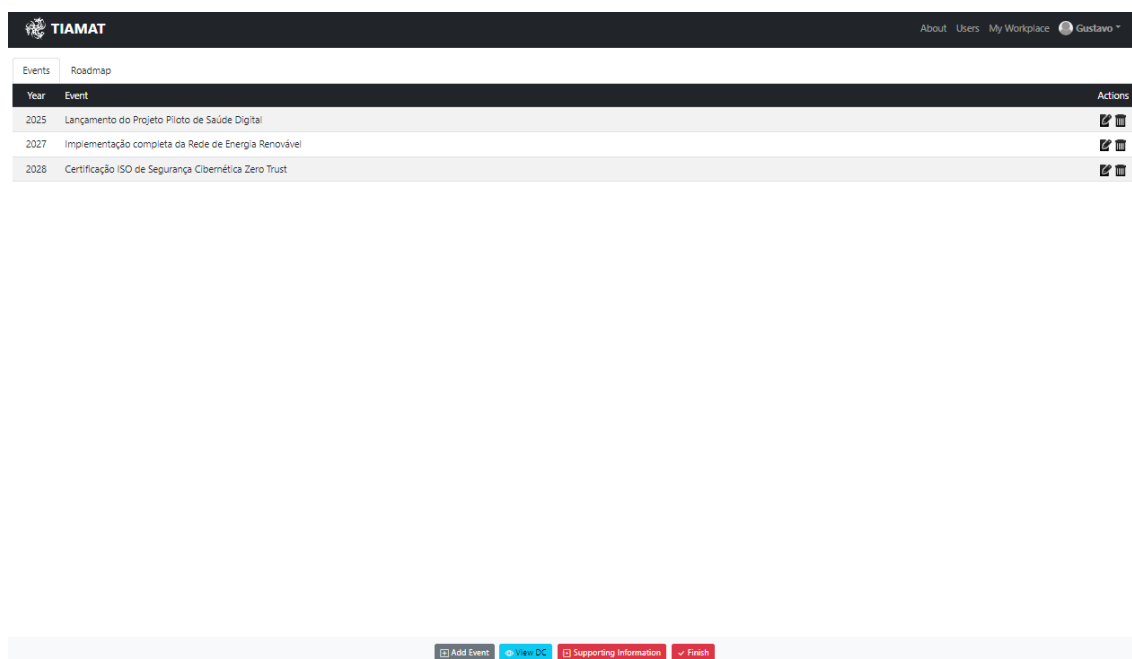 TIAMAT About Users My Workplace Gustavo
Events Roadmap
Year Event Actions
2025 Lançamento do Projeto Piloto de Saúde Digital
2027 Implementação completa da Rede de Energia Renovável
2028 Certificação ISO de Segurança Cibernética Zero Trust
Add Event View DC Supporting Information Finish